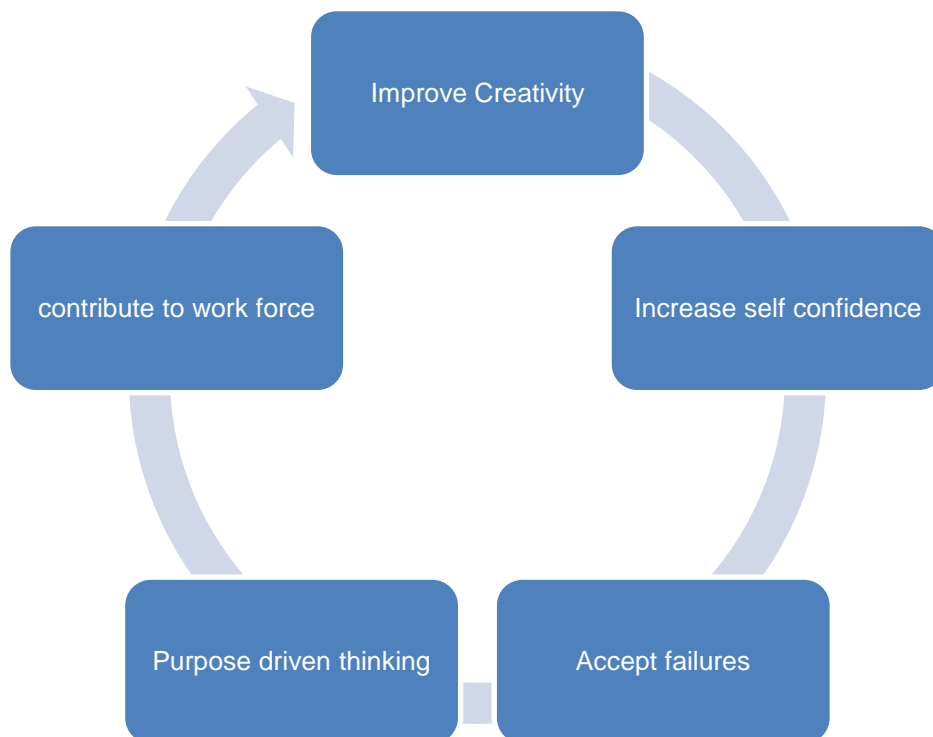 Improve Creativity
Increase self confidence
Accept failures
Purpose driven thinking
contribute to work force